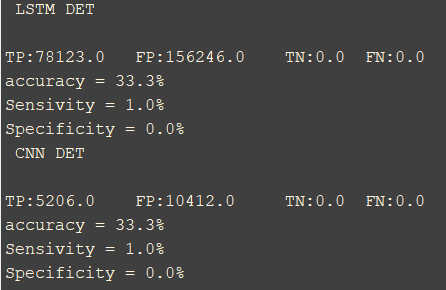 LSTM DET
TP:78123.0 FP:156246.0 TN:0.0 FN:0.0
accuracy = 33.3%
Sensivity = 1.0%
Specificity = 0.0%
CNN DET
TP:5206.0 FP:10412.0 TN:0.0 FN:0.0
accuracy = 33.3%
Sensivity = 1.0%
Specificity = 0.0%